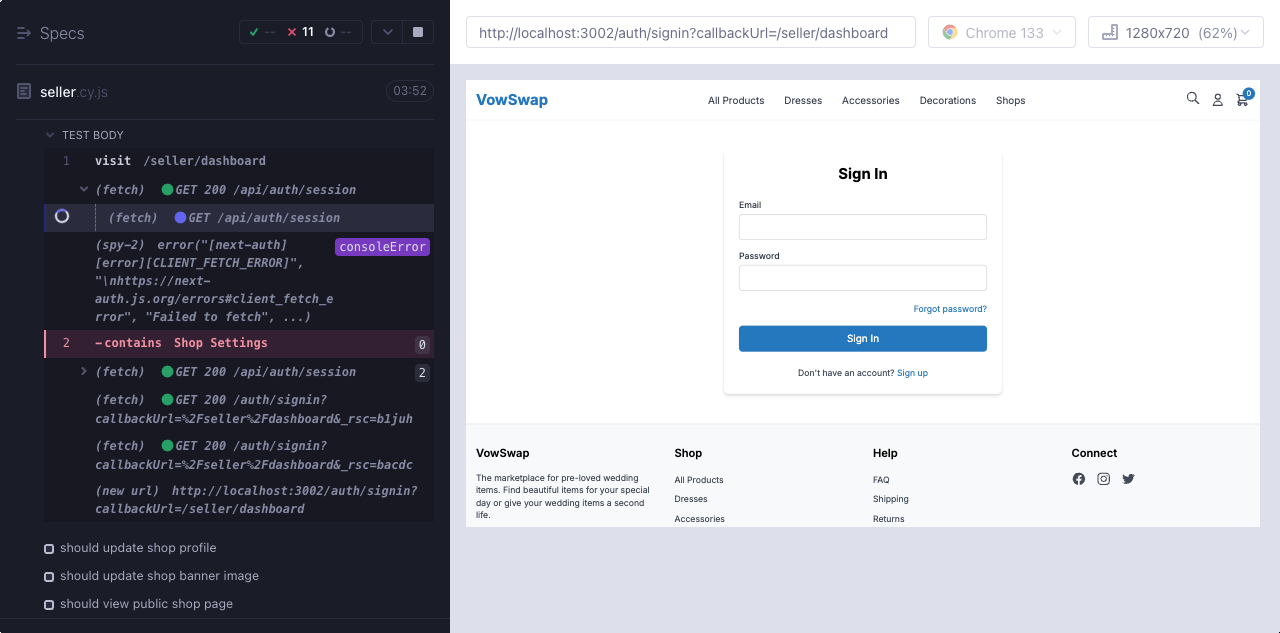 Specs
-- 11 --
seller.cy.js 03:52
TEST BODY
1 visit /seller/dashboard
(fetch) GET 200 /api/auth/session
(fetch) GET /api/auth/session
(spy-2) error("[next-auth] consoleError
[error][CLIENT_FETCH_ERROR]",
"\nhttps://next-
auth.js.org/errors#client_fetch_e
rror", "Failed to fetch", ...)
2 -contains Shop Settings 0
(fetch) GET 200 /api/auth/session 2
(fetch) GET 200 /auth/signin?
callbackUrl=%2Fseller%2Fdashboard&_rsc=b1juh
(fetch) GET 200 /auth/signin?
callbackUrl=%2Fseller%2Fdashboard&_rsc=bacdc
(new url) http://localhost:3002/auth/signin?
callbackUrl=/seller/dashboard
should update shop profile
should update shop banner image
should view public shop page
http://localhost:3002/auth/signin?callbackUrl=/seller/dashboard
Chrome 133
1280x720 (62%)
VowSwap
All Products Dresses Accessories Decorations Shops
0
Sign In
Email
Password
Forgot password?
Sign In
Don't have an account? Sign up
VowSwap
The marketplace for pre-loved wedding
items. Find beautiful items for your special
day or give your wedding items a second
life.
Shop
All Products
Dresses
Accessories
Help
FAQ
Shipping
Returns
Connect